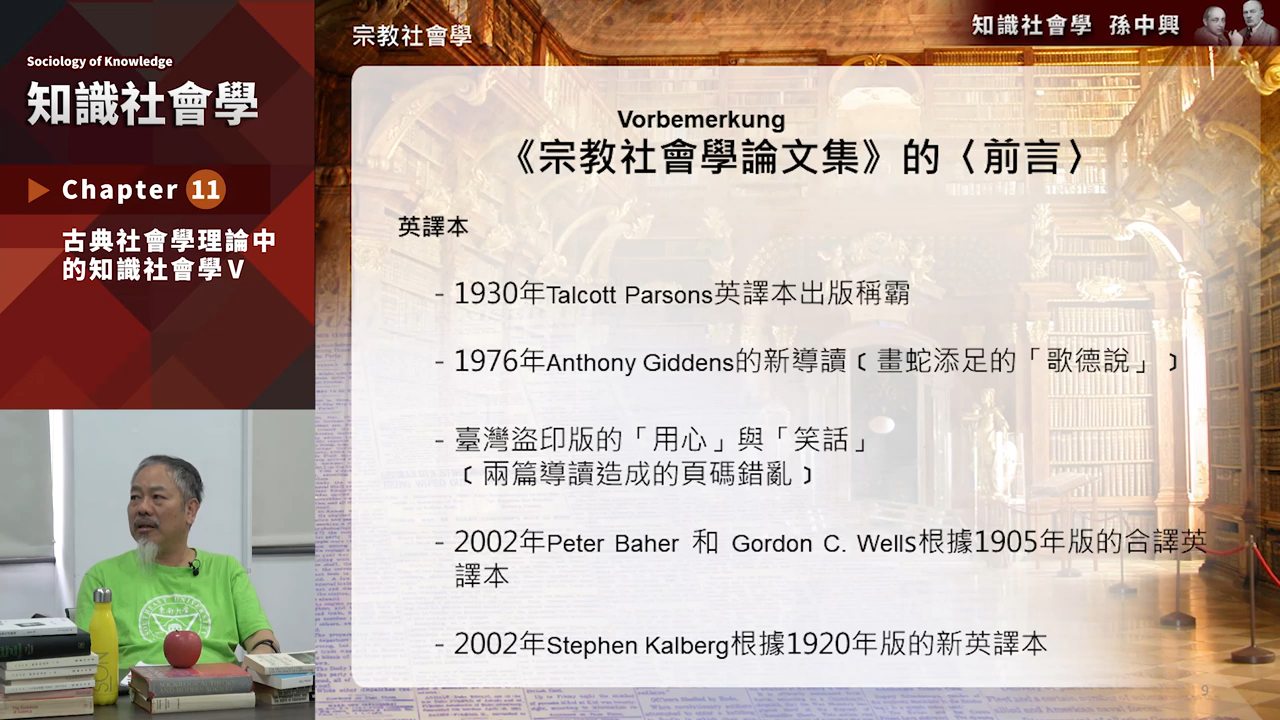 Sociology of Knowledge
知識社會學
Chapter 11
古典社會學理論中
的知識社會學 V
宗教社會學
知識社會學 孫中興
Vorbemerkung
《宗教社會學論文集》的〈前言〉
英譯本
- 1930年Talcott Parsons英譯本出版稱霸
- 1976年Anthony Giddens的新導讀﹝畫蛇添足的「歌德說」﹞
- 臺灣盜印版的「用心」與「笑話」
﹝兩篇導讀造成的頁碼錯亂﹞
- 2002年Peter Baher 和 Gordon C. Wells根據1905年版的合譯英
譯本
- 2002年Stephen Kalberg根據1920年版的新英譯本
9